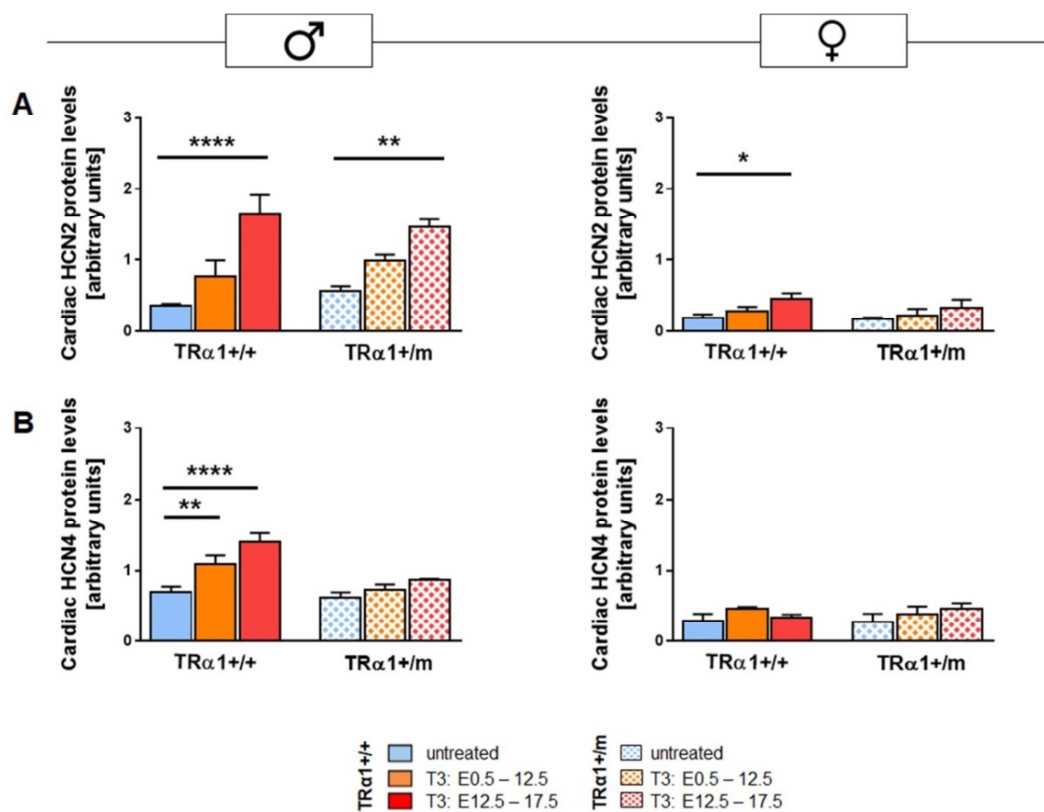 ♂
♀
A
Cardiac HCN2 protein levels
[arbitrary units]
3
2
1
0
****
**
TRα1+/+
TRα1+/m
Cardiac HCN2 protein levels
[arbitrary units]
3
2
1
0
*
TRα1+/+
TRα1+/m
B
Cardiac HCN4 protein levels
[arbitrary units]
3
2
1
0
****
**
TRα1+/+
TRα1+/m
Cardiac HCN4 protein levels
[arbitrary units]
3
2
1
0
TRα1+/+
TRα1+/m
TRα1+/+
untreated
T3: E0.5 – 12.5
T3: E12.5 – 17.5
TRα1+/m
untreated
T3: E0.5 – 12.5
T3: E12.5 – 17.5